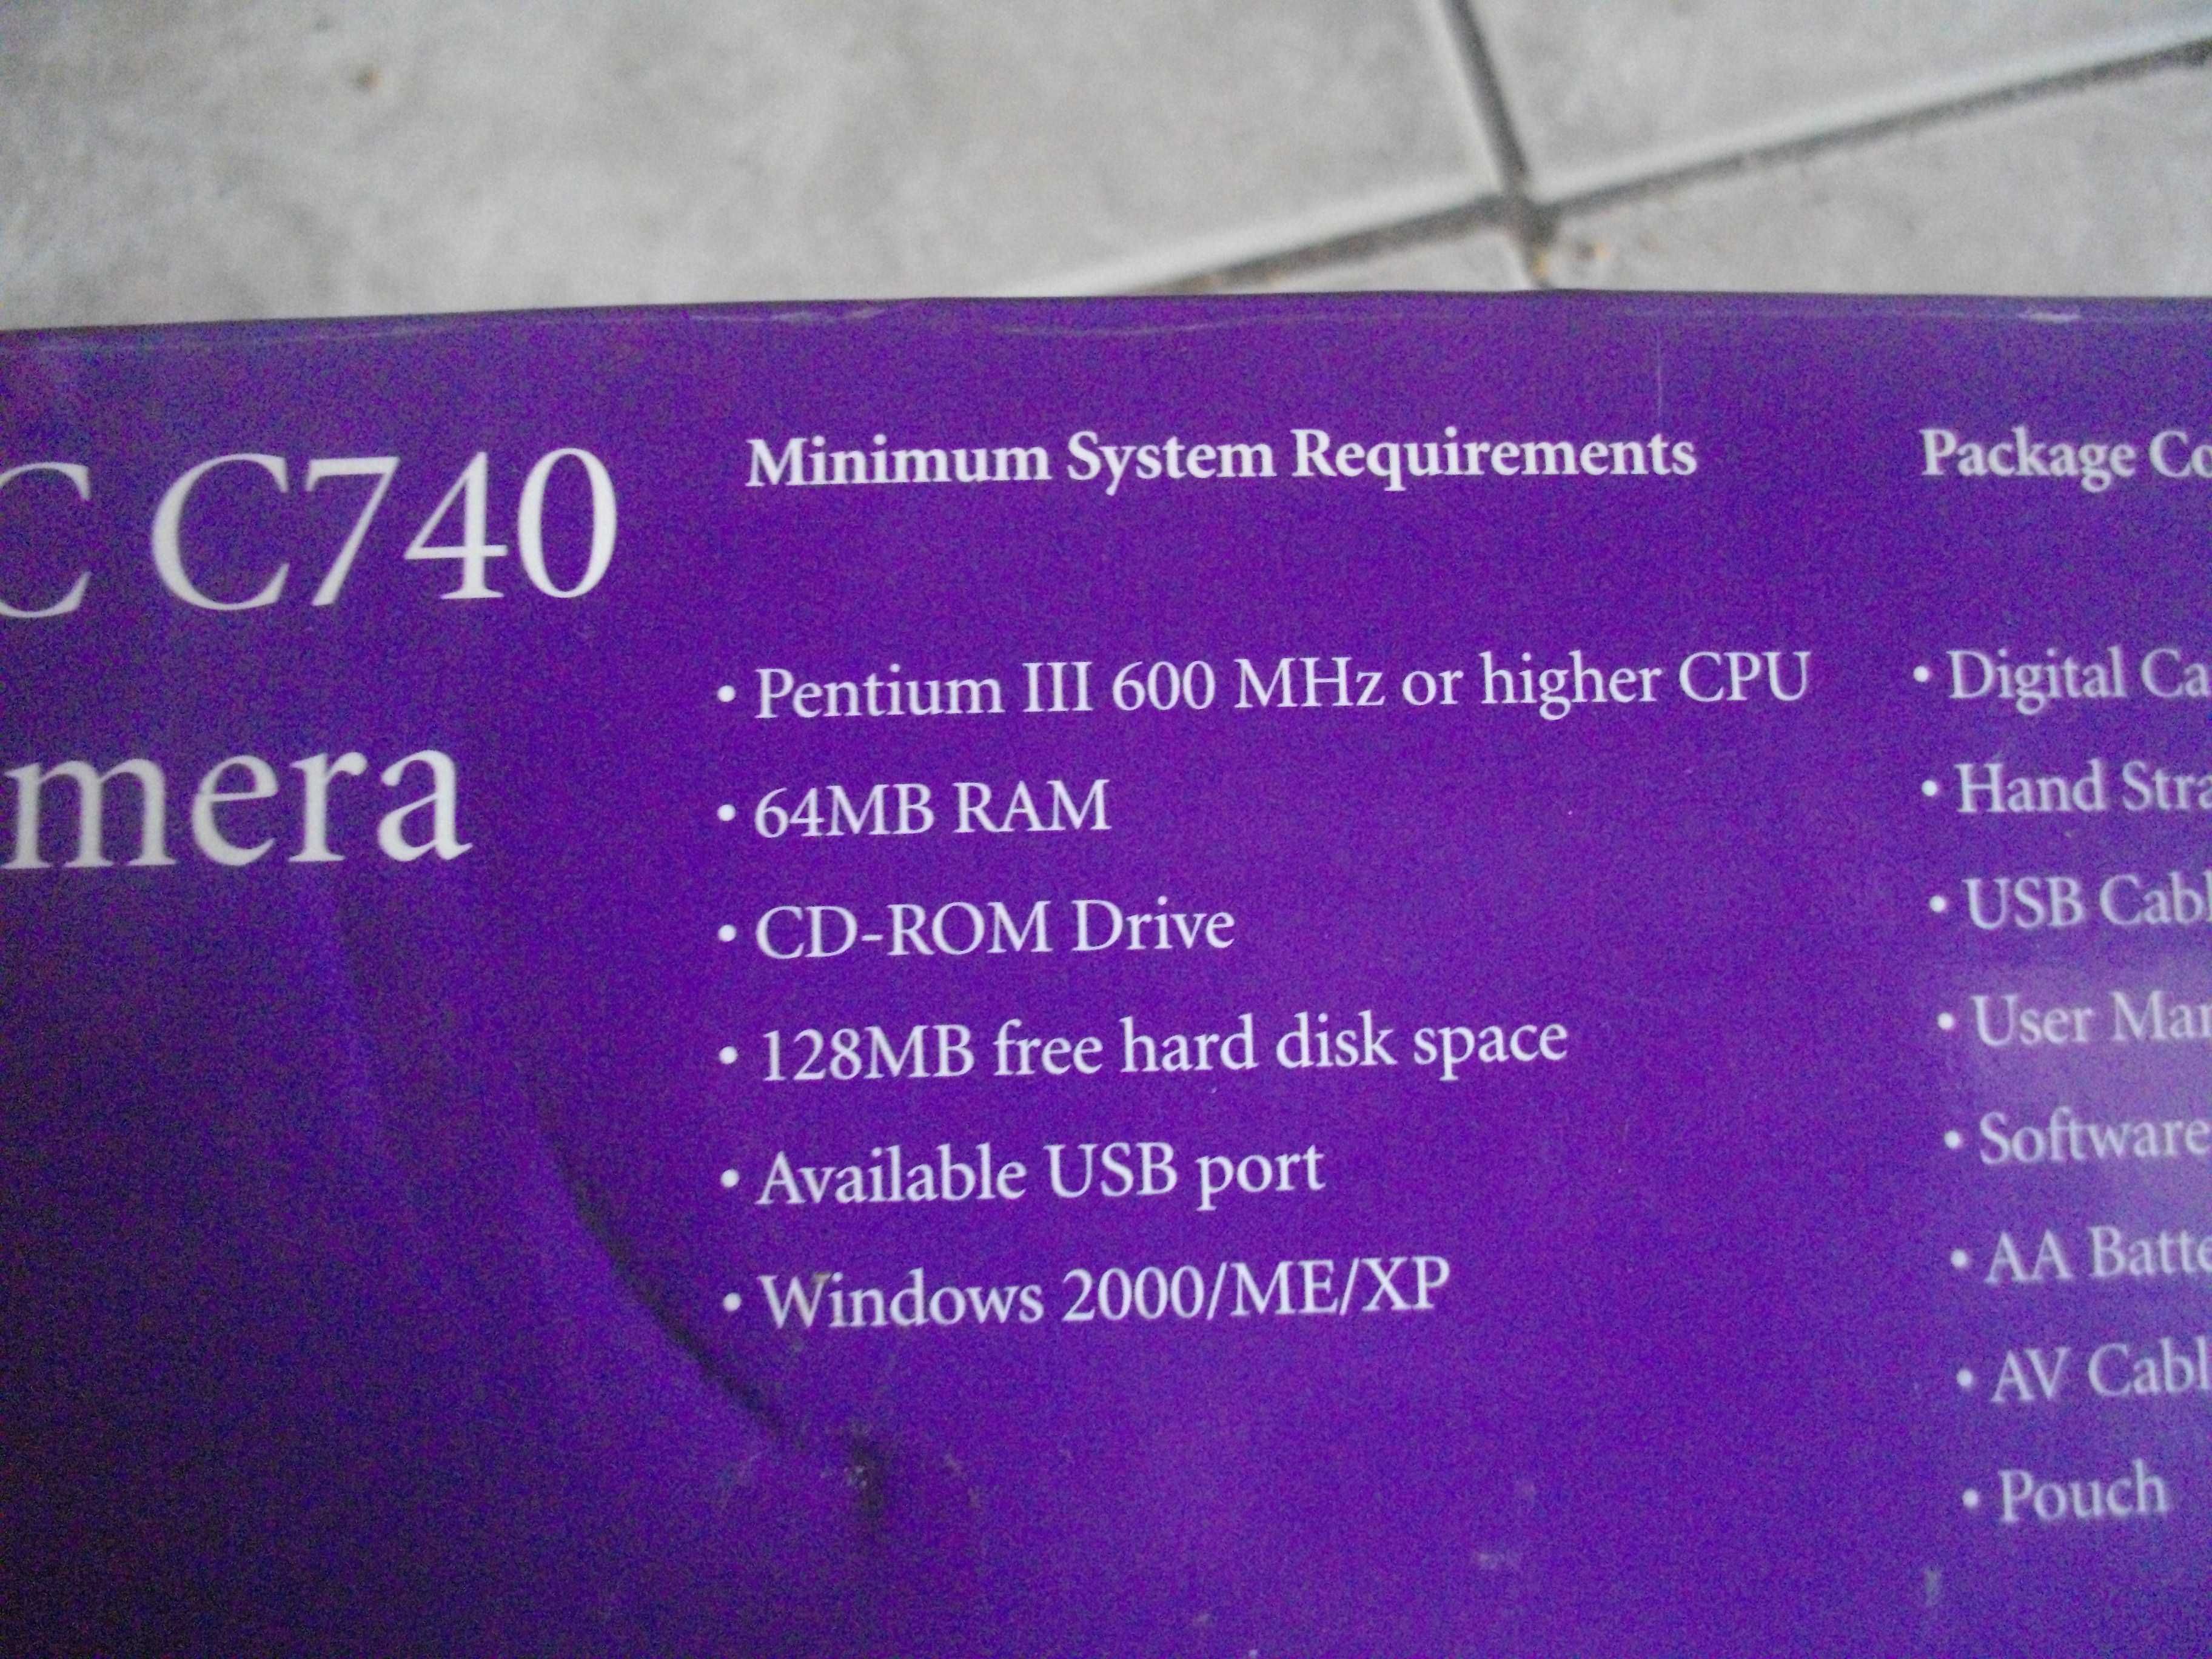 C C740
mera
Minimum System Requirements
• Pentium III 600 MHz or higher CPU
• 64MB RAM
• CD-ROM Drive
• 128MB free hard disk space
• Available USB port
• Windows 2000/ME/XP
Package Co
• Digital Ca
• Hand Stra
• USB Cabl
• User Man
• Software
• AA Batte
• AV Cabl
• Pouch